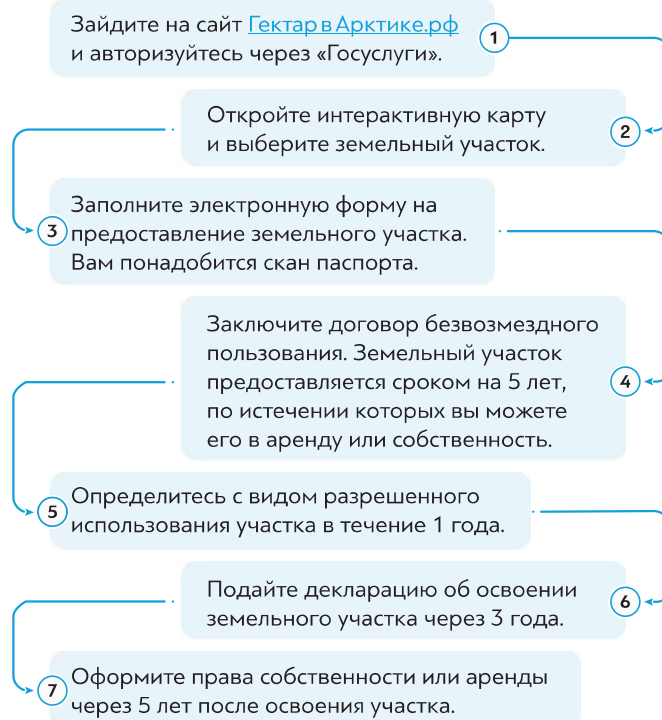 Зайдите на сайт Гектар в Арктике.рф
и авторизуйтесь через «Госуслуги».
1
Откройте интерактивную карту
и выберите земельный участок.
2
Заполните электронную форму на
3 предоставление земельного участка.
Вам понадобится скан паспорта.
Заключите договор безвозмездного
пользования. Земельный участок
предоставляется сроком на 5 лет,
4
по истечении которых вы можете
его в аренду или собственность.
Определитесь с видом разрешенного
5
использования участка в течение 1 года.
Подайте декларацию об освоении
6
земельного участка через 3 года.
Оформите права собственности или аренды
7
через 5 лет после освоения участка.